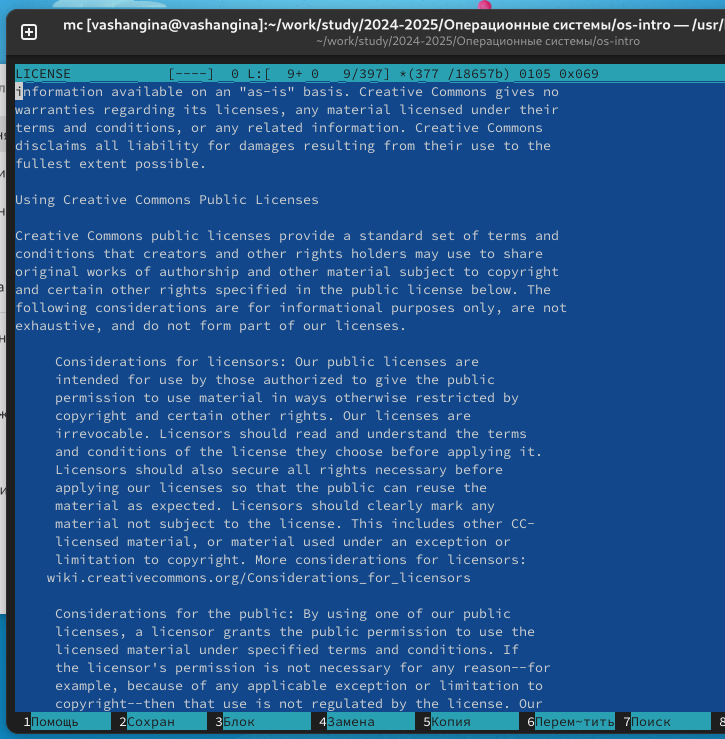 mc [vashangina@vashangina]:~/work/study/2024-2025/Операционные системы/os-intro — /usr/
~/work/study/2024-2025/Операционные системы/os-intro
LICENSE [----] 0 L:[ 9+ 0 9/397] *(377 /18657b) 0105 0x069
information available on an "as-is" basis. Creative Commons gives no
warranties regarding its licenses, any material licensed under their
terms and conditions, or any related information. Creative Commons
disclaims all liability for damages resulting from their use to the
fullest extent possible.
Using Creative Commons Public Licenses
Creative Commons public licenses provide a standard set of terms and
conditions that creators and other rights holders may use to share
original works of authorship and other material subject to copyright
and certain other rights specified in the public license below. The
following considerations are for informational purposes only, are not
exhaustive, and do not form part of our licenses.
Considerations for licensors: Our public licenses are
intended for use by those authorized to give the public
permission to use material in ways otherwise restricted by
copyright and certain other rights. Our licenses are
irrevocable. Licensors should read and understand the terms
and conditions of the license they choose before applying it.
Licensors should also secure all rights necessary before
applying our licenses so that the public can reuse the
material as expected. Licensors should clearly mark any
material not subject to the license. This includes other CC-
licensed material, or material used under an exception or
limitation to copyright. More considerations for licensors:
wiki.creativecommons.org/Considerations_for_licensors
Considerations for the public: By using one of our public
licenses, a licensor grants the public permission to use the
licensed material under specified terms and conditions. If
the licensor's permission is not necessary for any reason--for
example, because of any applicable exception or limitation to
copyright--then that use is not regulated by the license. Our
1Помощь 2Сохран 3Блок 4Замена 5Копия 6Перем~тить 7Поиск 8